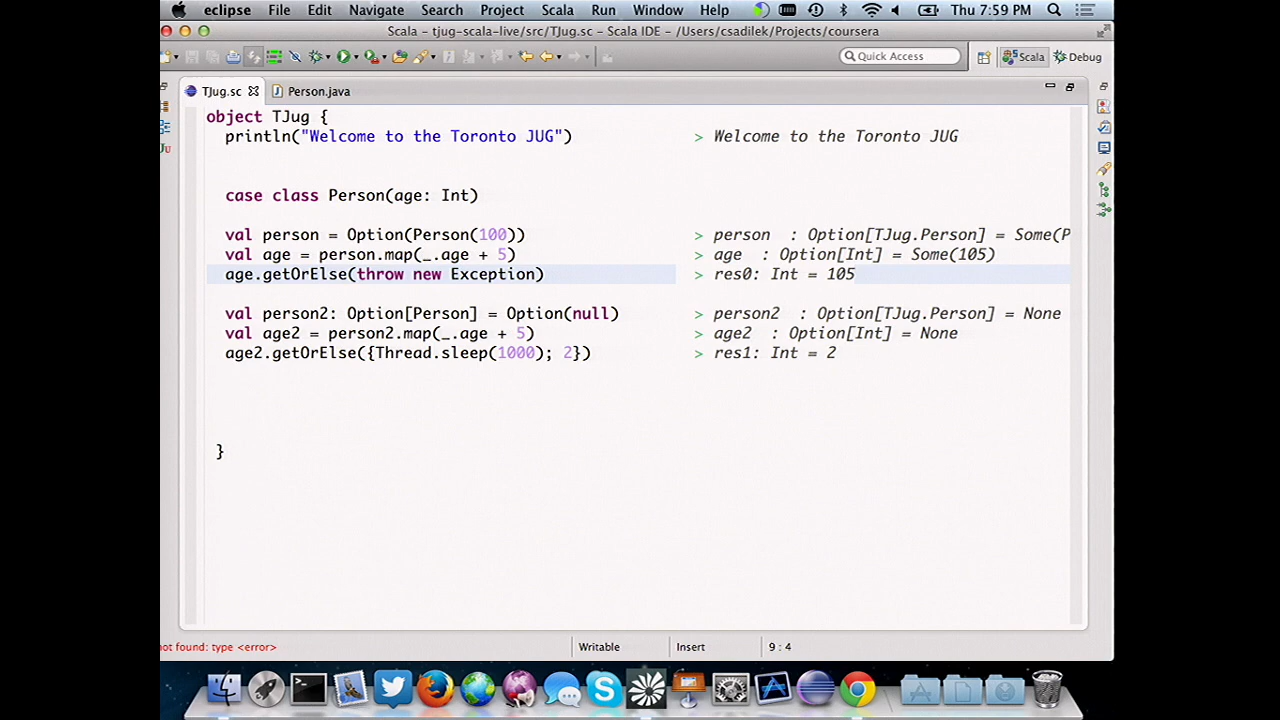 eclipse File Edit Navigate Search Project Scala Run Window Help Thu 7:59 PM
Scala - tjug-scala-live/src/TJug.sc - Scala IDE - /Users/csadilek/Projects/coursera
Quick Access Scala Debug
TJug.sc Person.java
object TJug {
println("Welcome to the Toronto JUG") > Welcome to the Toronto JUG
case class Person(age: Int)
val person = Option(Person(100)) > person : Option[TJug.Person] = Some(P
val age = person.map(_.age + 5) > age : Option[Int] = Some(105)
age.getOrElse(throw new Exception) > res0: Int = 105
val person2: Option[Person] = Option(null) > person2 : Option[TJug.Person] = None
val age2 = person2.map(_.age + 5) > age2 : Option[Int] = None
age2.getOrElse({Thread.sleep(1000); 2}) > res1: Int = 2
}
not found: type <error> Writable Insert 9 : 4